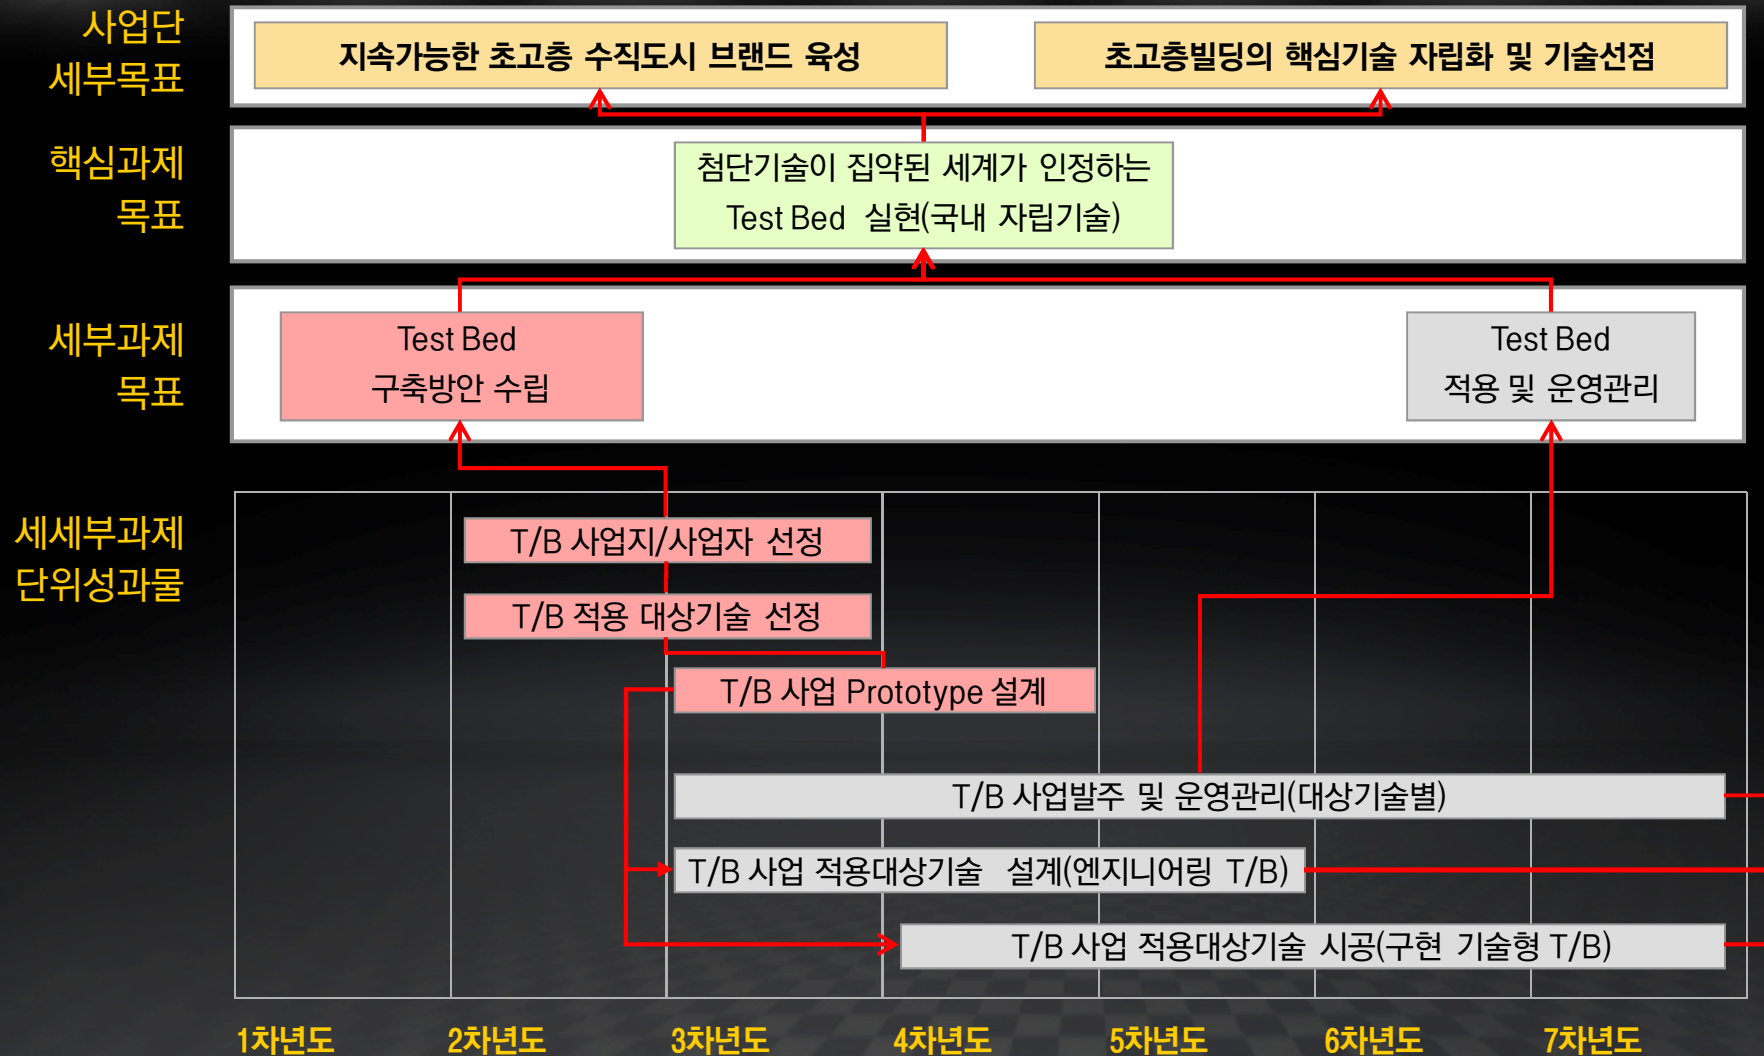 사업단
세부목표
지속가능한 초고층 수직도시 브랜드 육성
초고층빌딩의 핵심기술 자립화 및 기술선점
핵심과제
목표
첨단기술이 집약된 세계가 인정하는
Test Bed 실현(국내 자립기술)
세부과제
목표
Test Bed
구축방안 수립
Test Bed
적용 및 운영관리
세세부과제
단위성과물
T/B 사업지/사업자 선정
T/B 적용 대상기술 선정
T/B 사업 Prototype 설계
T/B 사업발주 및 운영관리(대상기술별)
T/B 사업 적용대상기술 설계(엔지니어링 T/B)
T/B 사업 적용대상기술 시공(구현 기술형 T/B)
1차년도
2차년도
3차년도
4차년도
5차년도
6차년도
7차년도